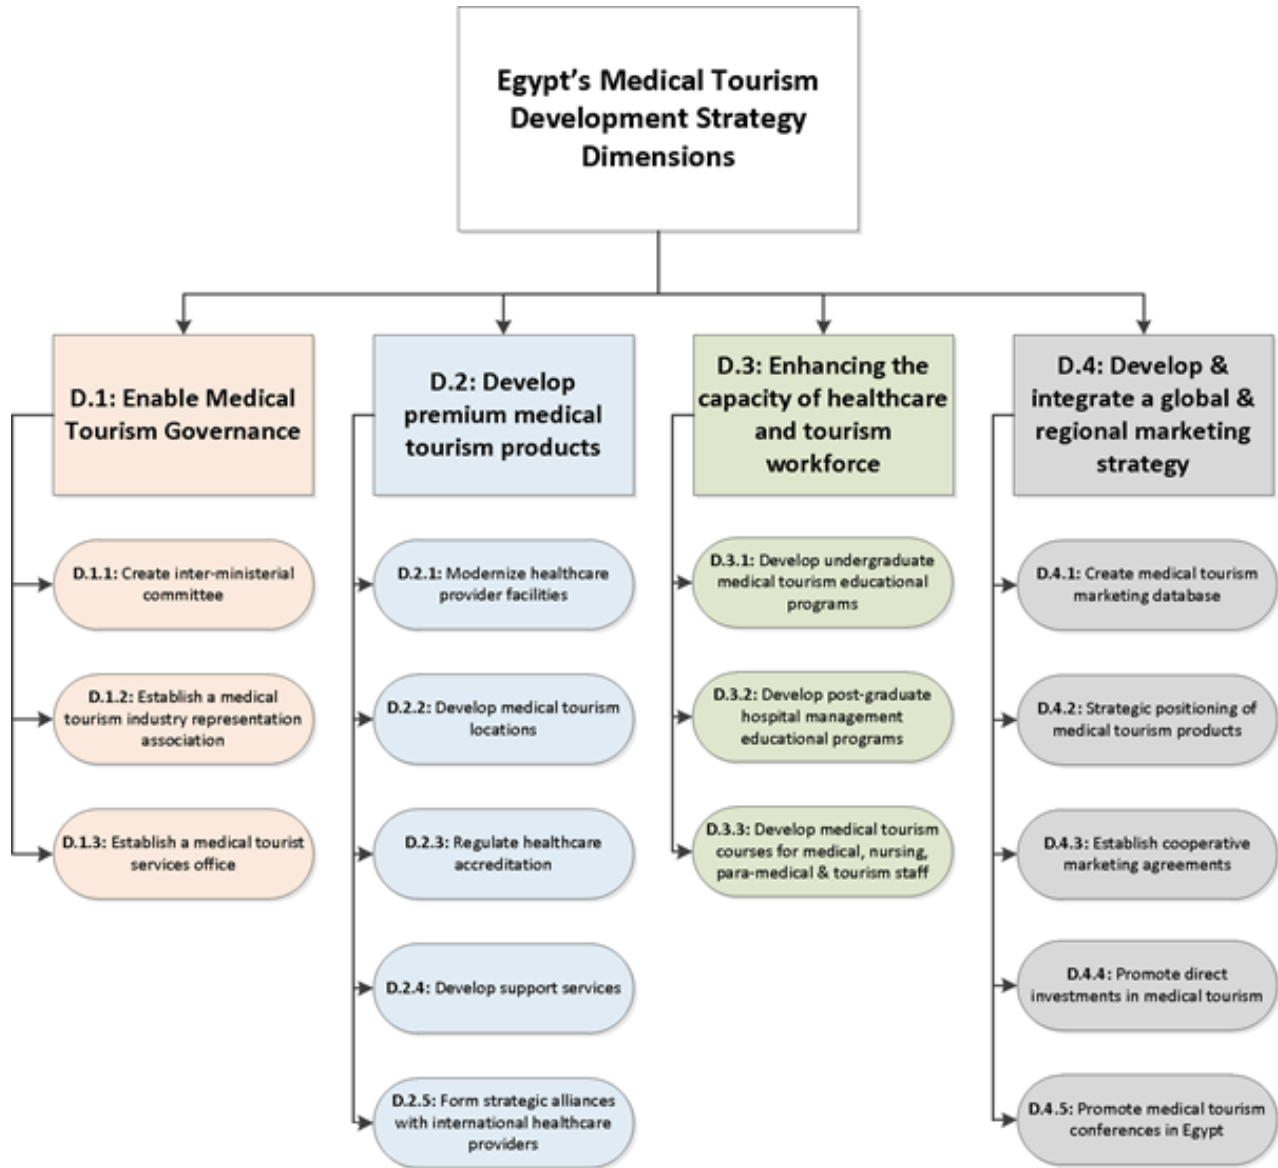 Egypt's Medical Tourism
Development Strategy
Dimensions
D.1: Enable Medical
Tourism Governance
D.1.1: Create inter-ministerial
committee
D.1.2: Establish a medical
tourism industry representation
association
D.1.3: Establish a medical tourist
services office
D.2: Develop
premium medical
tourism products
D.2.1: Modernize healthcare
provider facilities
D.2.2: Develop medical tourism
locations
D.2.3: Regulate healthcare
accreditation
D.2.4: Develop support services
D.2.5: Form strategic alliances
with international healthcare
providers
D.3: Enhancing the
capacity of healthcare
and tourism
workforce
D.3.1: Develop undergraduate
medical tourism educational
programs
D.3.2: Develop post-graduate
hospital management
educational programs
D.3.3: Develop medical tourism
courses for medical, nursing,
para-medical & tourism staff
D.4: Develop &
integrate a global &
regional marketing
strategy
D.4.1: Create medical tourism
marketing database
D.4.2: Strategic positioning of
medical tourism products
D.4.3: Establish cooperative
marketing agreements
D.4.4: Promote direct
investments in medical tourism
D.4.5: Promote medical tourism
conferences in Egypt